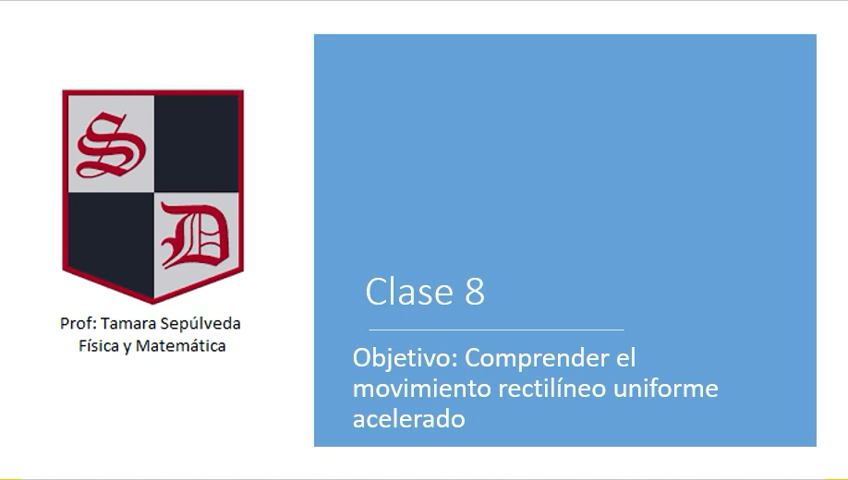 S
D
Prof: Tamara Sepúlveda
Física y Matemática
Clase 8
Objetivo: Comprender el
movimiento rectilíneo uniforme
acelerado